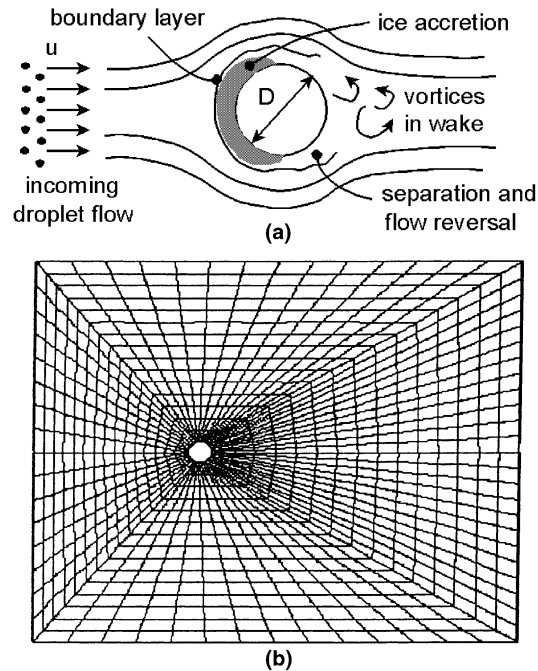 boundary layer
ice accretion
u
D
vortices
in wake
incoming
droplet flow
separation and
flow reversal
(a)
(b)